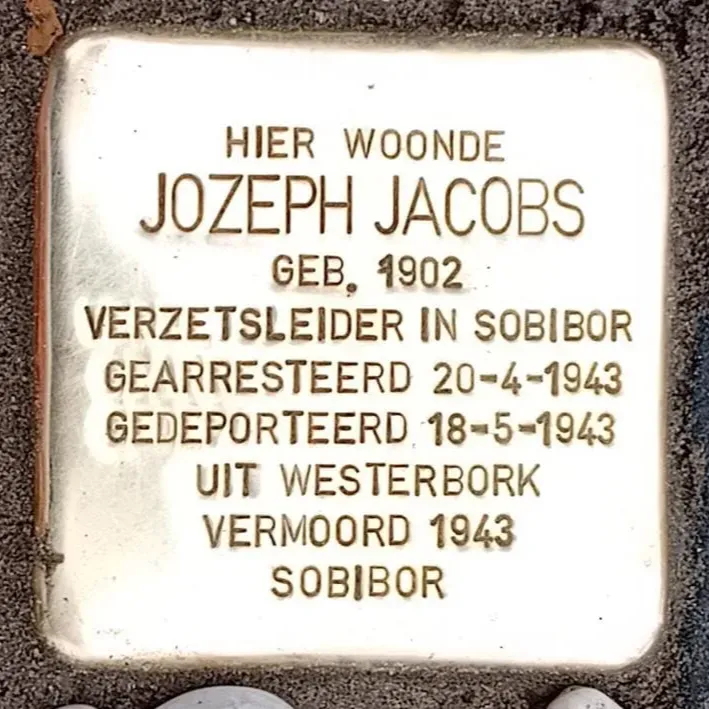 HIER WOONDE
JOZEPH JACOBS
GEB. 1902
VERZETSLEIDER IN SOBIBOR
GEARRESTEERD 20-4-1943
GEDEPORTEERD 18-5-1943
UIT WESTERBORK
VERMOORD 1943
SOBIBOR